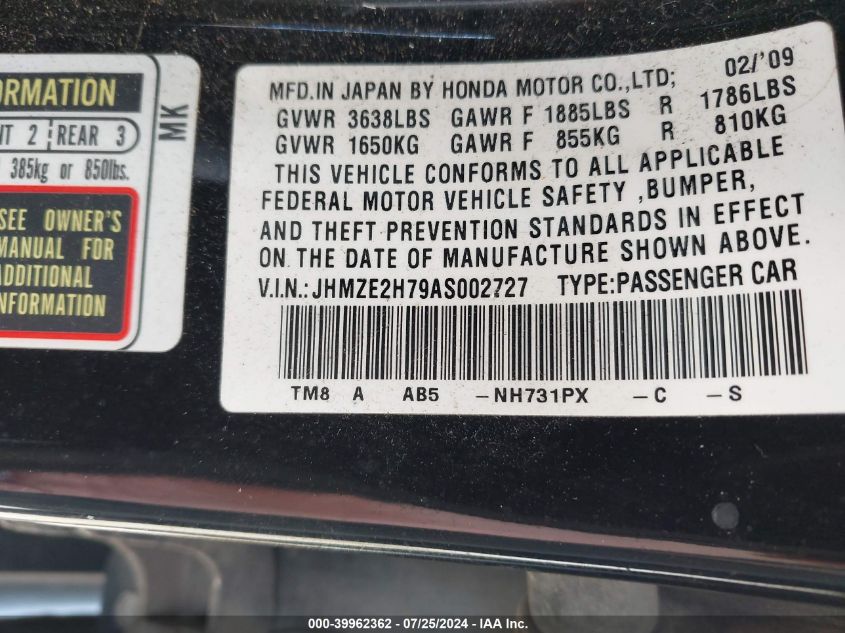 ORMATION
NT 2 REAR 3
385kg or 850lbs.
SEE OWNER'S
MANUAL FOR
ADDITIONAL
INFORMATION
MK
MFD.IN JAPAN BY HONDA MOTOR CO.,LTD; 02/'09
GVWR 3638LBS GAWR F 1885LBS R 1786LBS
GVWR 1650KG GAWR F 855KG R 810KG
THIS VEHICLE CONFORMS TO ALL APPLICABLE
FEDERAL MOTOR VEHICLE SAFETY ,BUMPER,
AND THEFT PREVENTION STANDARDS IN EFFECT
ON THE DATE OF MANUFACTURE SHOWN ABOVE.
V.I.N.: JHMZE2H79AS002727 TYPE:PASSENGER CAR
TM8 A AB5 -NH731PX -C -S
000-39962362 - 07/25/2024 - IAA Inc.